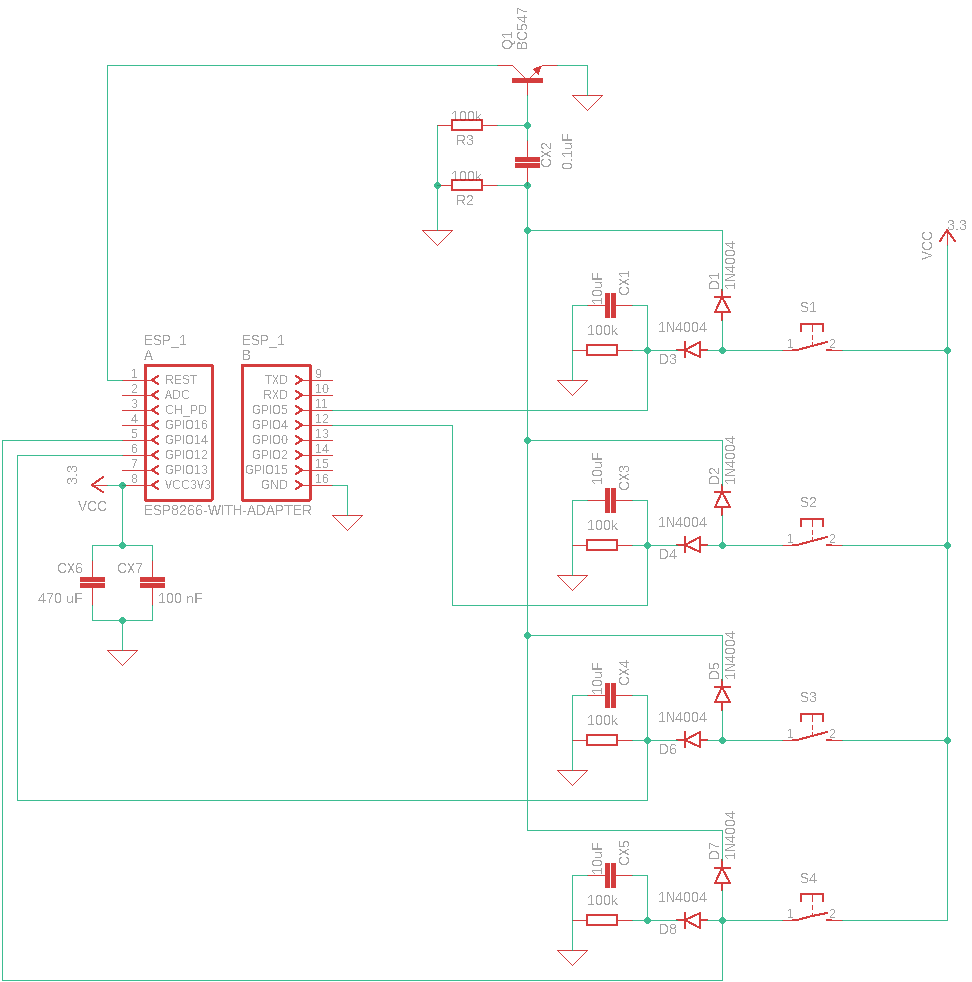 Q1
BC547
100k
R3
CX2
0.1uF
100k
R2
3.3
VCC
D1
1N4004
10uF
CX1
100k
1N4004
D3
S1
1
2
ESP_1
A
ESP_1
B
1
REST
2
ADC
3
CH_PD
4
GPIO16
5
GPIO14
6
GPIO12
7
GPIO13
8
VCC3V3
TXD
9
RXD
10
GPIO5
11
GPIO4
12
GPIO0
13
GPIO2
14
GPIO15
15
GND
16
ESP8266-WITH-ADAPTER
3.3
VCC
CX6
470 uF
CX7
100 nF
D2
1N4004
10uF
CX3
100k
1N4004
D4
S2
1
2
D5
1N4004
10uF
CX4
100k
1N4004
D6
S3
1
2
D7
1N4004
10uF
CX5
100k
1N4004
D8
S4
1
2